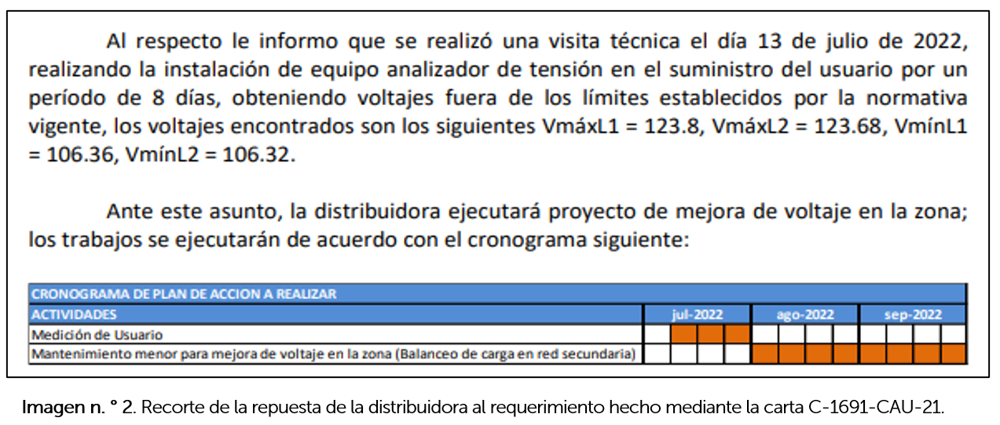 Al respecto le informo que se realizó una visita técnica el día 13 de julio de 2022,
realizando la instalación de equipo analizador de tensión en el suministro del usuario por un
período de 8 días, obteniendo voltajes fuera de los límites establecidos por la normativa
vigente, los voltajes encontrados son los siguientes VmáxL1 = 123.8, VmáxL2 = 123.68, VmínL1
= 106.36, VmínL2 = 106.32.
Ante este asunto, la distribuidora ejecutará proyecto de mejora de voltaje en la zona;
los trabajos se ejecutarán de acuerdo con el cronograma siguiente:
CRONOGRAMA DE PLAN DE ACCION A REALIZAR
ACTIVIDADES jul-2022 ago-2022 sep-2022
Medición de Usuario
Mantenimiento menor para mejora de voltaje en la zona (Balanceo de carga en red secundaria)
Imagen n. ° 2. Recorte de la repuesta de la distribuidora al requerimiento hecho mediante la carta C-1691-CAU-21.